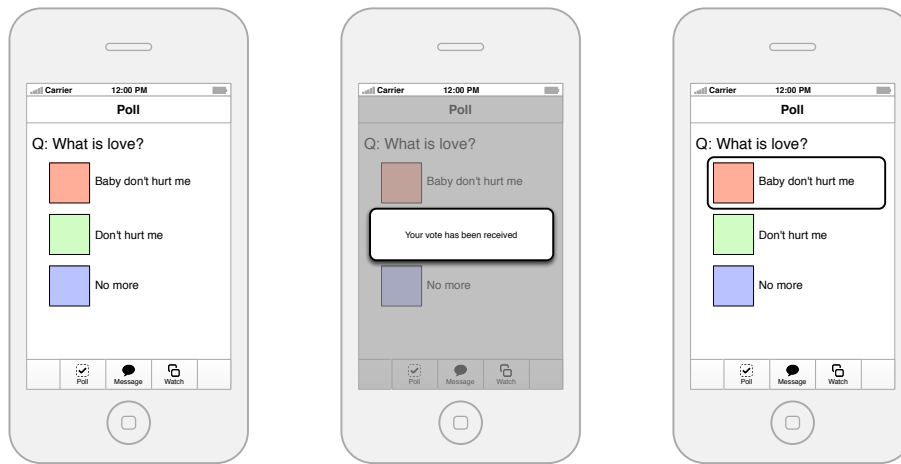 Carrier 12:00 PM
Poll
Q: What is love?
Baby don't hurt me
Don't hurt me
No more
Poll Message Watch
Carrier 12:00 PM
Poll
Q: What is love?
Baby don't hurt me
Your vote has been received
No more
Poll Message Watch
Carrier 12:00 PM
Poll
Q: What is love?
Baby don't hurt me
Don't hurt me
No more
Poll Message Watch